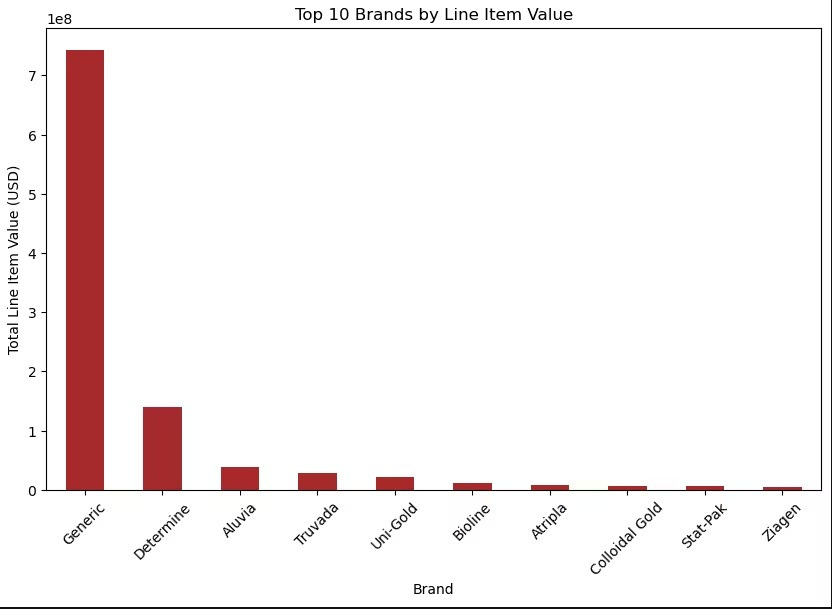 Top 10 Brands by Line Item Value
1e8
7
6
5
4
3
2
1
0
Total Line Item Value (USD)
Generic
Determine
Aluvia
Truvada
Uni-Gold
Bioline
Atripla
Colloidal Gold
Stat-Pak
Ziagen
Brand